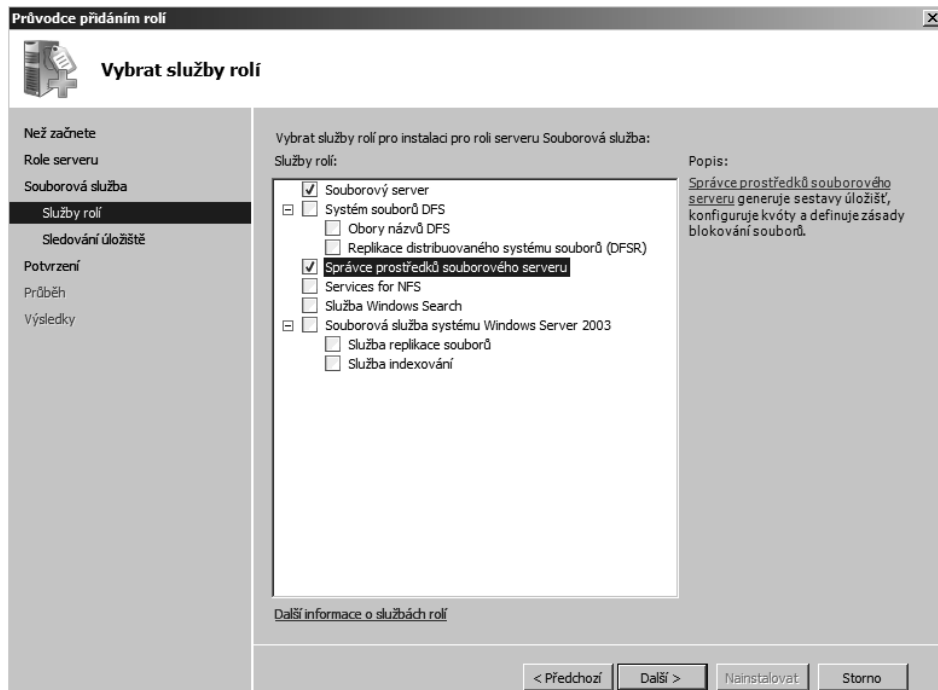 Průvodce přidáním rolí
Vybrat služby rolí
Než začnete
Role serveru
Souborová služba
Služby rolí
Sledování úložiště
Potvrzení
Průběh
Výsledky
Vybrat služby rolí pro instalaci pro roli serveru Souborová služba:
Služby rolí:
Souborový server
Systém souborů DFS
Obory názvů DFS
Replikace distribuovaného systému souborů (DFSR)
Správce prostředků souborového serveru
Services for NFS
Služba Windows Search
Souborová služba systému Windows Server 2003
Služba replikace souborů
Služba indexování
Další informace o službách rolí
Popis:
Správce prostředků souborového
serveru generuje sestavy úložišť,
konfiguruje kvóty a definuje zásady
blokování souborů.
< Předchozí
Další >
Nainstalovat
Storno